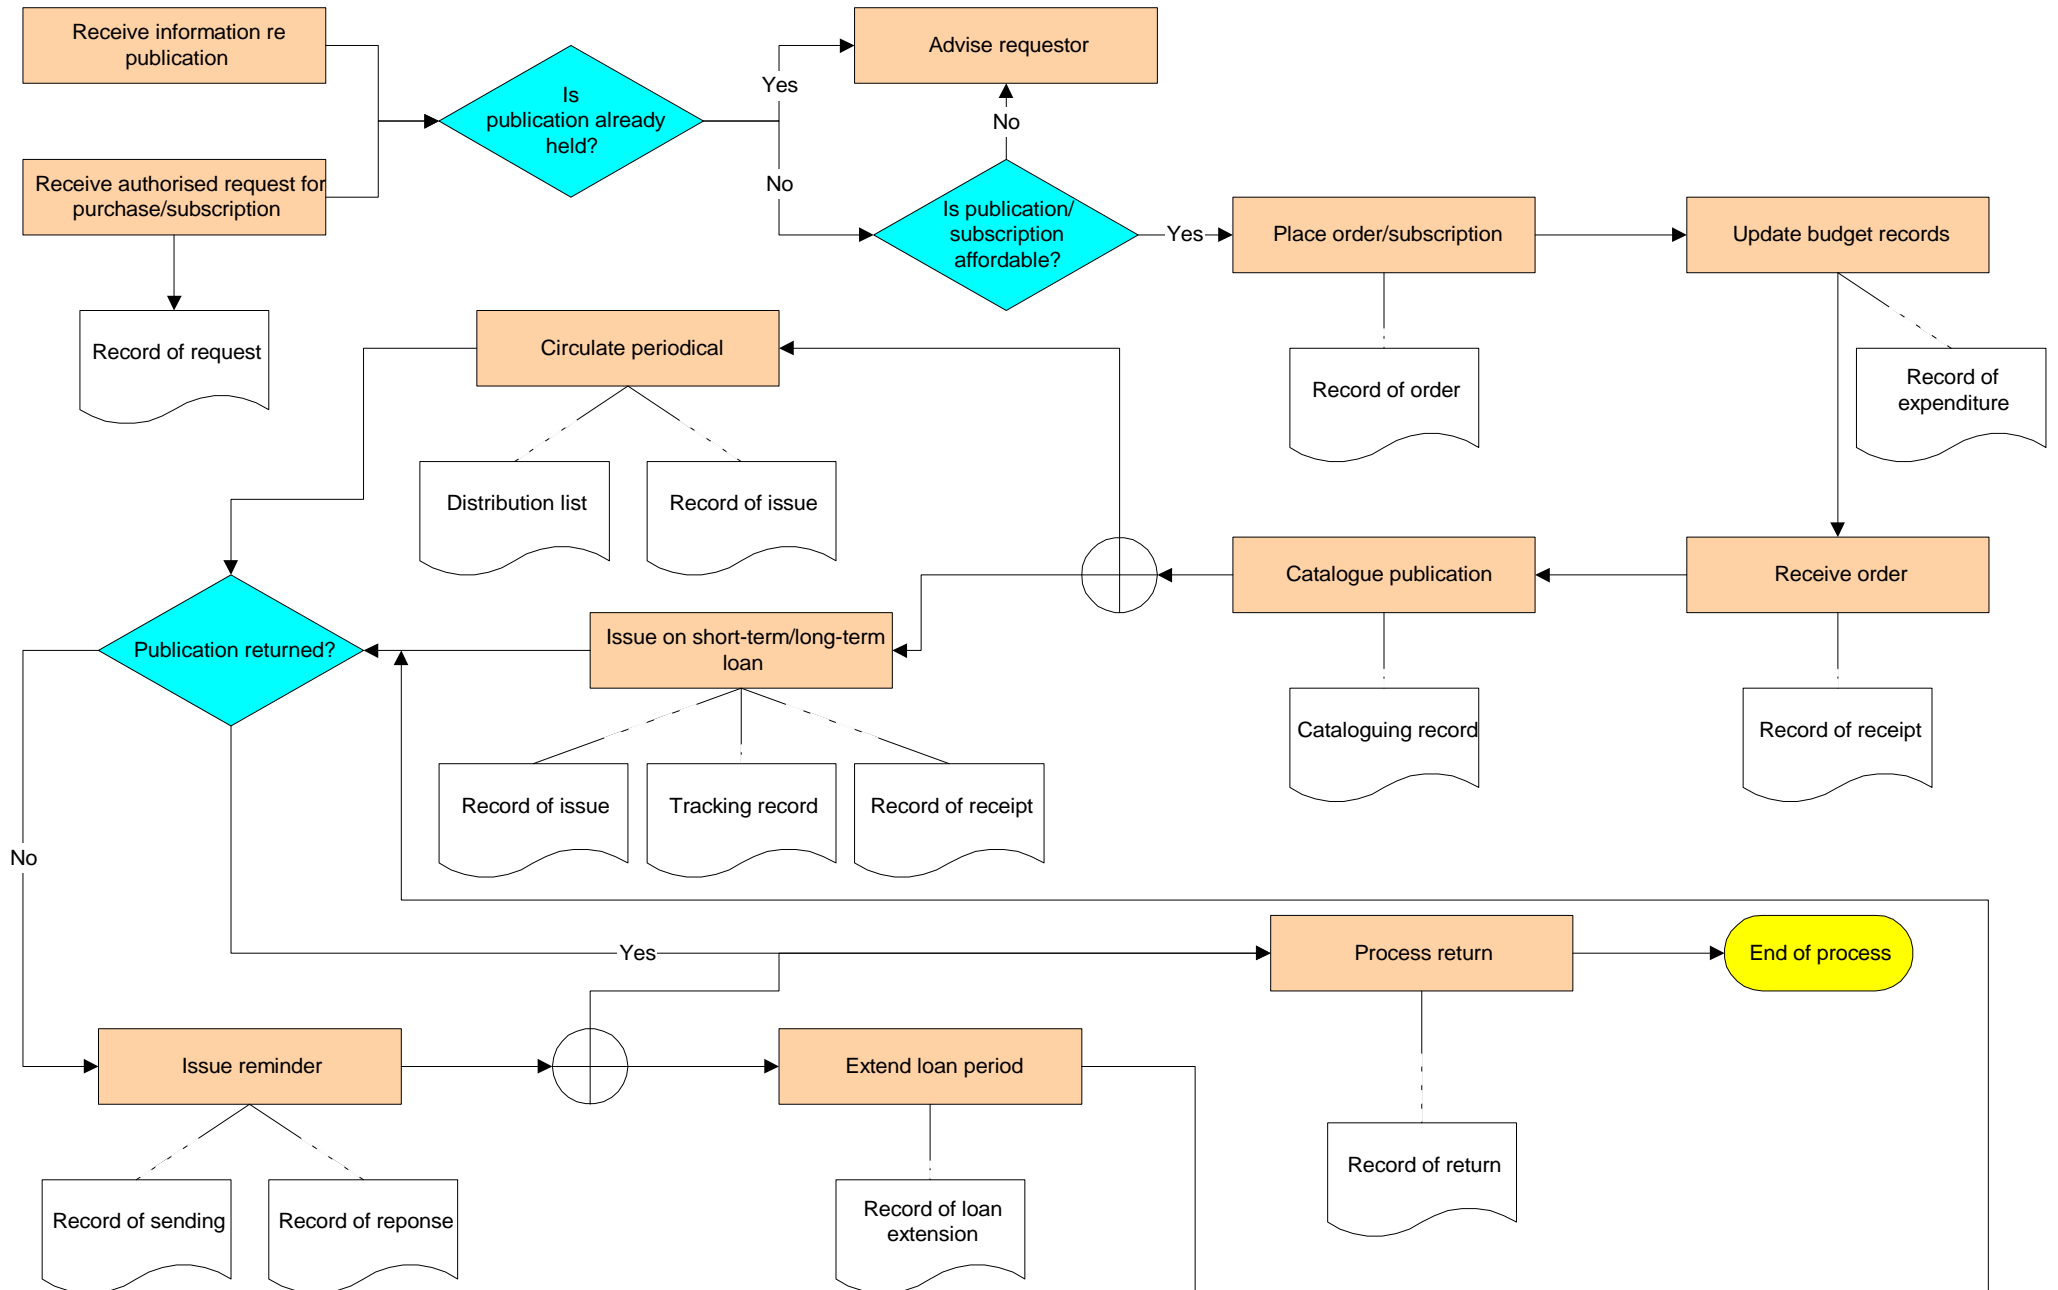 Receive information re
publication
Advise requestor
Yes
Is
publication already
held?
No
Receive authorised request for
purchase/subscription
No
Is publication/
subscription
affordable?
Yes
Place order/subscription
Update budget records
Record of request
Circulate periodical
Record of order
Record of
expenditure
Distribution list
Record of issue
Catalogue publication
Receive order
Publication returned?
Issue on short-term/long-term
loan
Cataloguing record
Record of receipt
Record of issue
Tracking record
Record of receipt
No
Yes
Process return
End of process
Issue reminder
Extend loan period
Record of return
Record of sending
Record of reponse
Record of loan
extension